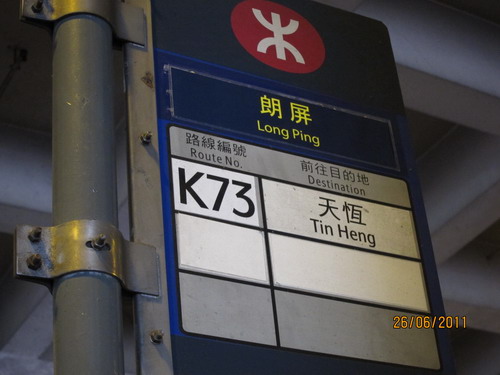 朗屏
Long Ping
路線編號
Route No.
前往目的地
Destination
K73
天恆
Tin Heng
26/06/2011